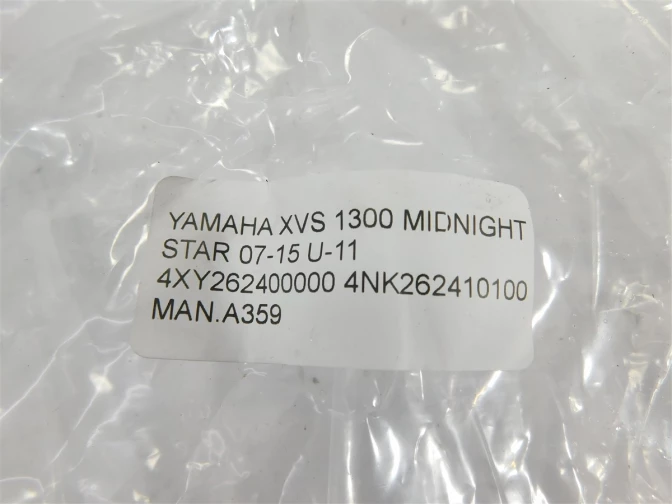 YAMAHA XVS 1300 MIDNIGHT
STAR 07-15 U-11
4XY262400000 4NK262410100
MAN.A359